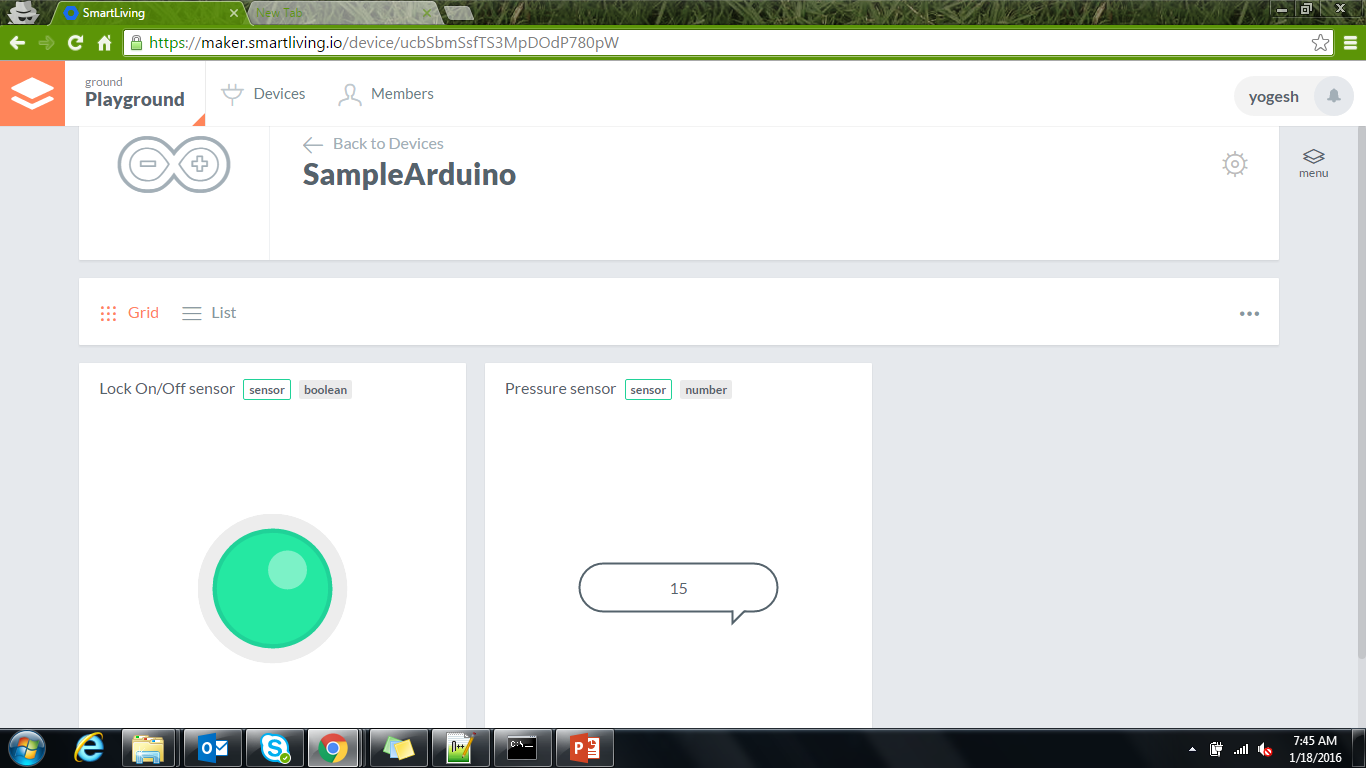 SmartLiving
New Tab
https://maker.smartliving.io/device/ucbSbmSsfTS3MpDOdP780pW
ground
Playground
Devices
Members
yogesh
Back to Devices
SampleArduino
menu
Grid
List
Lock On/Off sensor sensor boolean
Pressure sensor sensor number
15
7:45 AM
1/18/2016